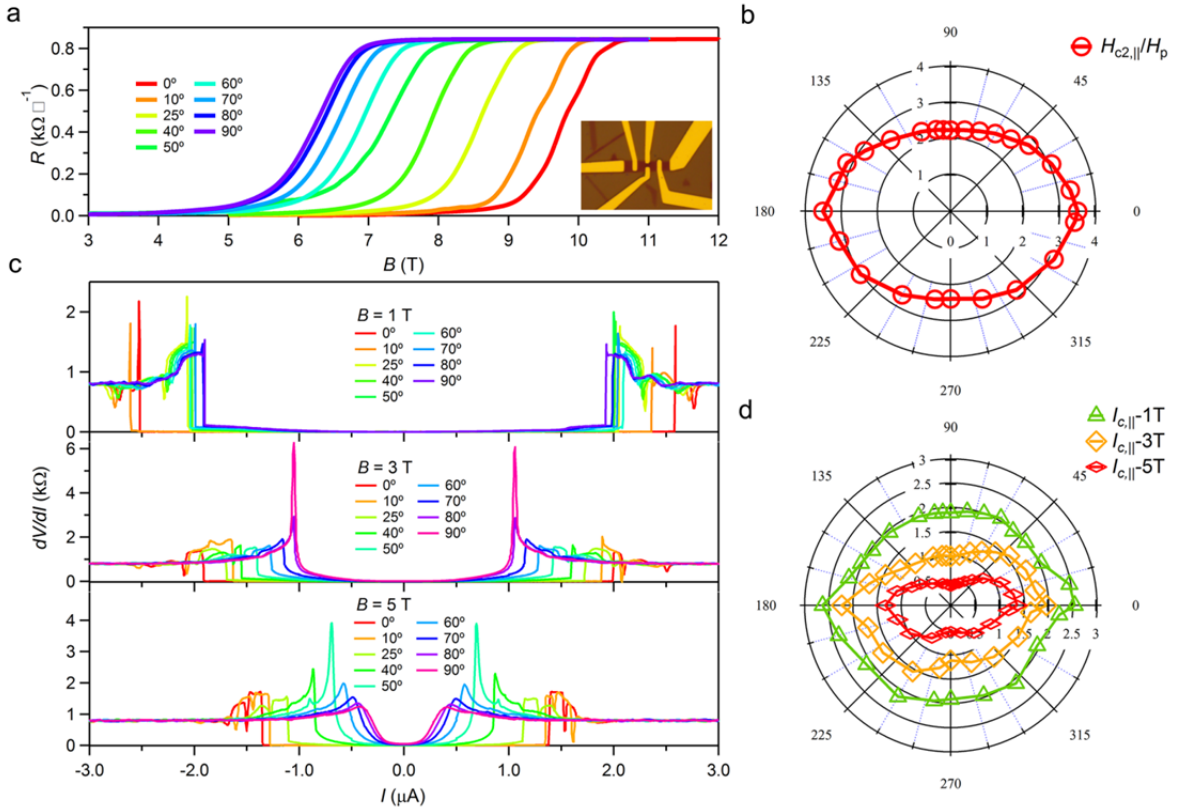 a
R (kΩ □⁻¹)
0.8
0.6
0.4
0.2
0.0
0º 60º
10º 70º
25º 80º
40º 90º
50º
3 4 5 6 7 8 9 10 11 12
B (T)
b
H c2,||/H p
90
135 45
180 0
225 315
270
4
3
2
1
0 1 2 3 4
c
dV/dI (kΩ)
2
1
0
B = 1 T
0º 60º
10º 70º
25º 80º
40º 90º
50º
6
4
2
0
B = 3 T
0º 60º
10º 70º
25º 80º
40º 90º
50º
4
3
2
1
0
B = 5 T
0º 60º
10º 70º
25º 80º
40º 90º
50º
-3.0 -2.0 -1.0 0.0 1.0 2.0 3.0
I (μA)
d
I c,||-1T
I c,||-3T
I c,||-5T
90
135 45
180 0
225 315
270
3
2.5
2
1.5
1.5 2 2.5 3